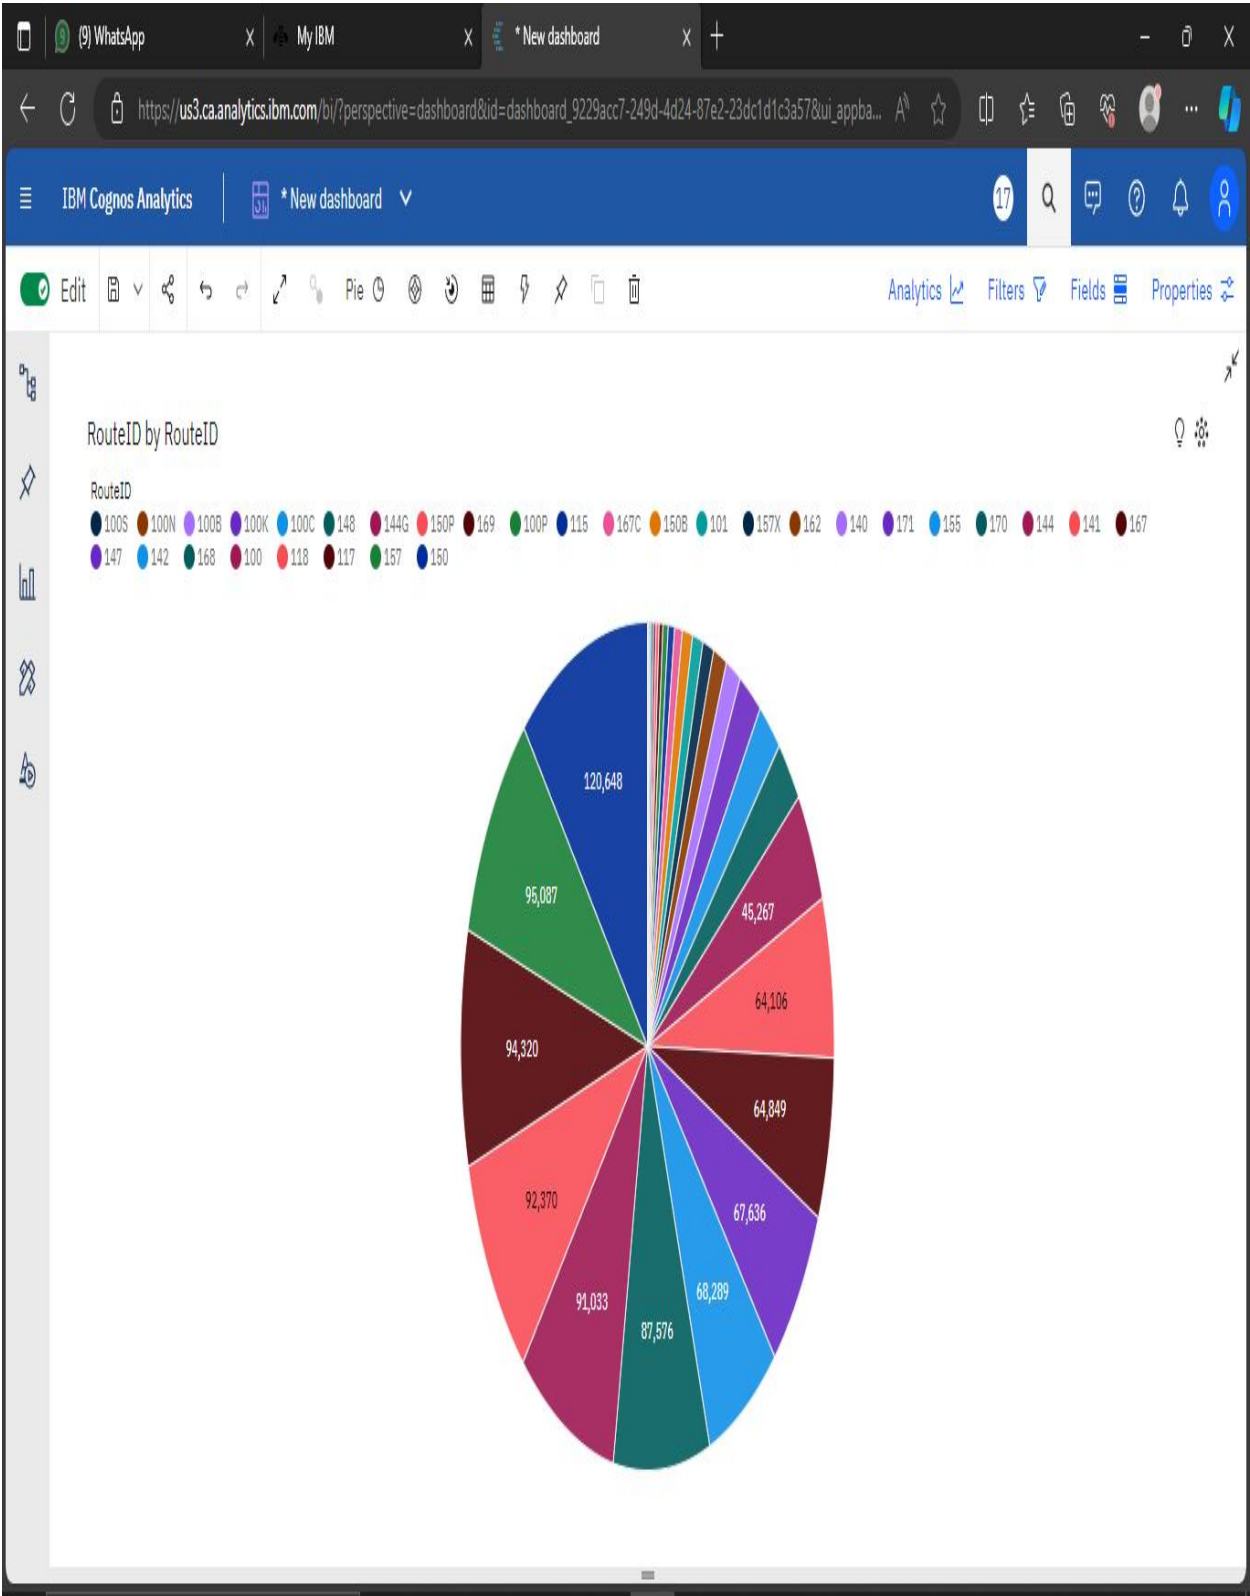 9 (9) WhatsApp X My IBM X * New dashboard X
https://us3.ca.analytics.ibm.com/bi/?perspective=dashboard&id=dashboard_9229acc7-249d-4d24-87e2-23dc1d1c3a57&ui_appba...
IBM Cognos Analytics * New dashboard 17
Edit Pie Analytics Filters Fields Properties
RouteID by RouteID
RouteID
100S 100N 100B 100K 100C 148 144G 150P 169 100P 115 167C 150B 101 157X 162 140 171 155 170 144 141 167
147 142 168 100 118 117 157 150
120,648
95,087
45,267
64,106
94,320
64,849
92,370
67,636
68,289
91,033
87,576